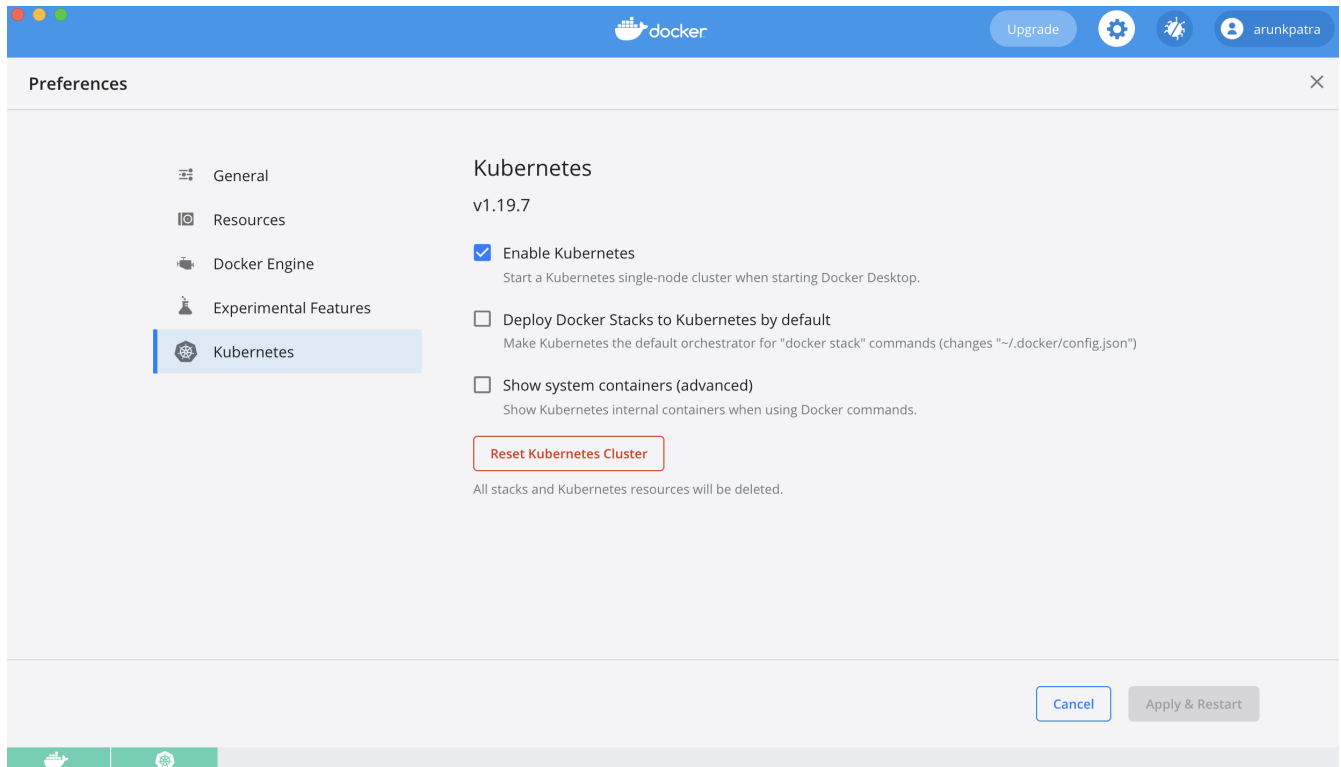 docker
Upgrade
arunkpatra
Preferences
General
Resources
Docker Engine
Experimental Features
Kubernetes
Kubernetes
v1.19.7
Enable Kubernetes
Start a Kubernetes single-node cluster when starting Docker Desktop.
Deploy Docker Stacks to Kubernetes by default
Make Kubernetes the default orchestrator for "docker stack" commands (changes "~/.docker/config.json")
Show system containers (advanced)
Show Kubernetes internal containers when using Docker commands.
Reset Kubernetes Cluster
All stacks and Kubernetes resources will be deleted.
Cancel
Apply & Restart